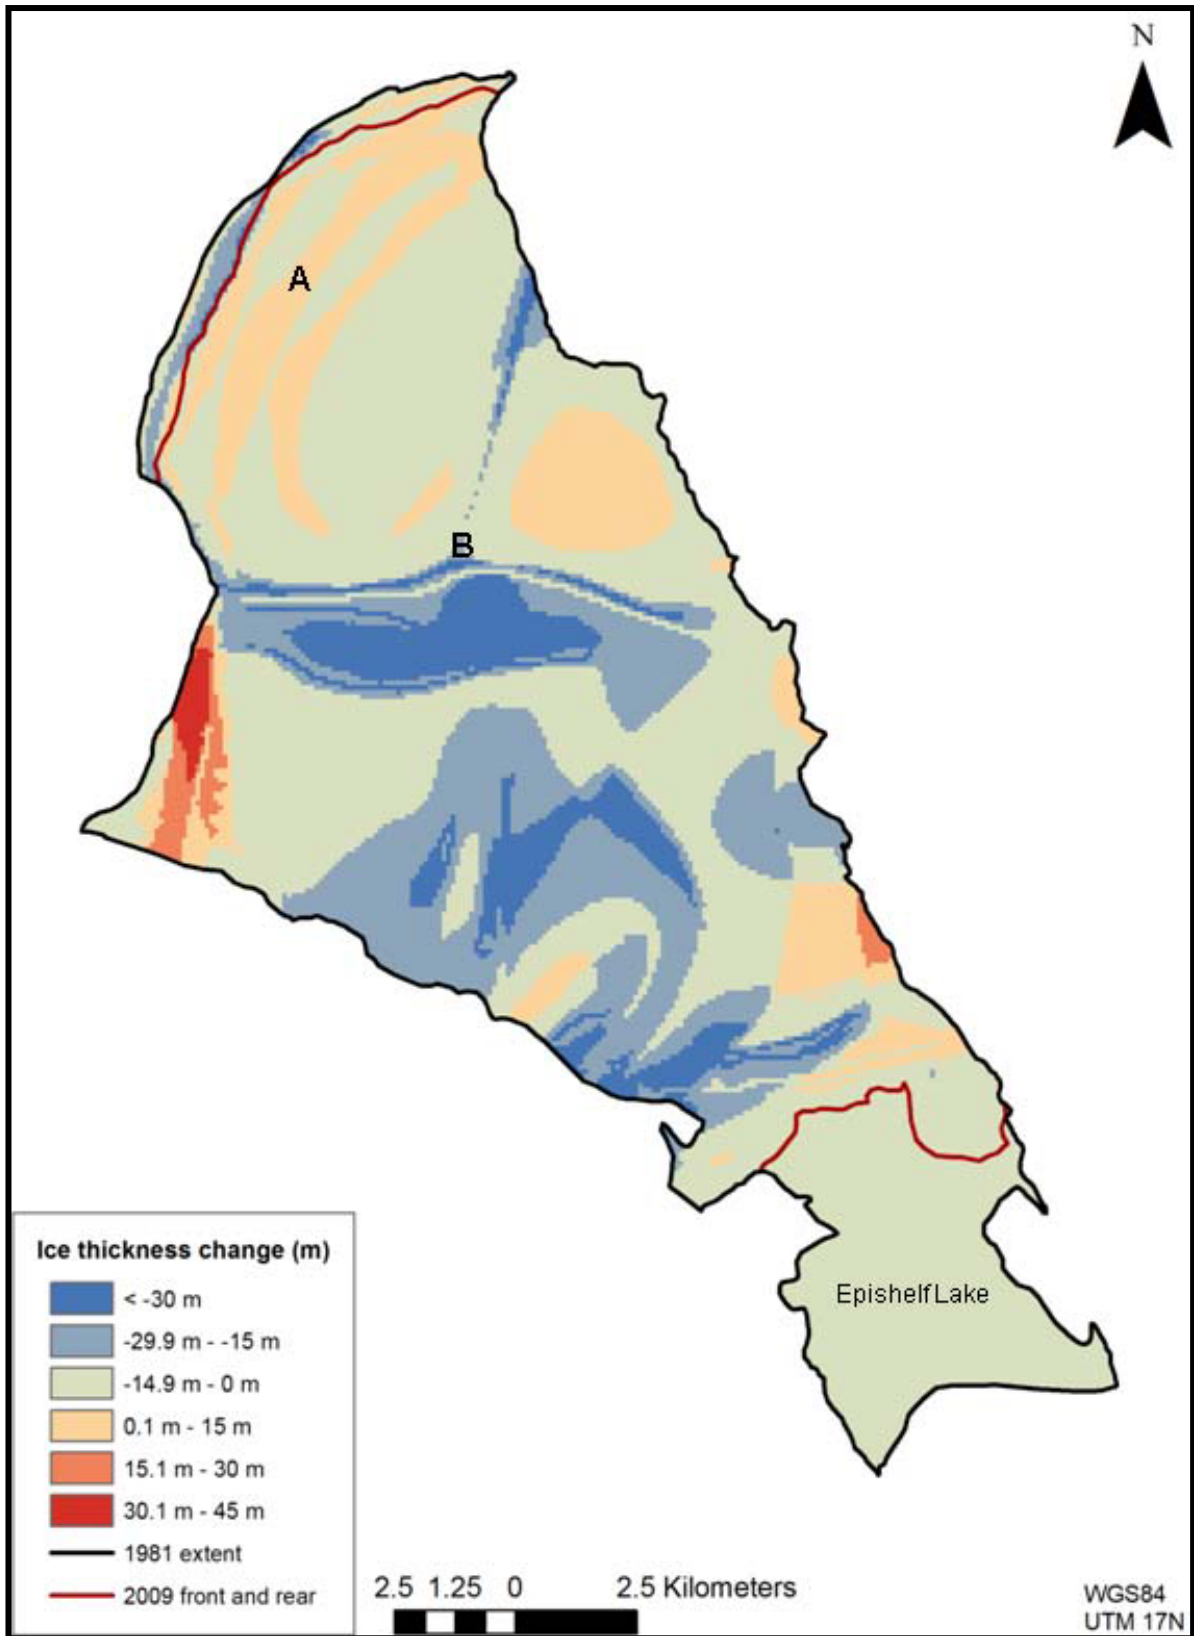 N
A
B
Epishelf Lake
Ice thickness change (m)
< -30 m
-29.9 m - -15 m
-14.9 m - 0 m
0.1 m - 15 m
15.1 m - 30 m
30.1 m - 45 m
1981 extent
2009 front and rear
2.5 1.25 0 2.5 Kilometers
WGS84
UTM 17N